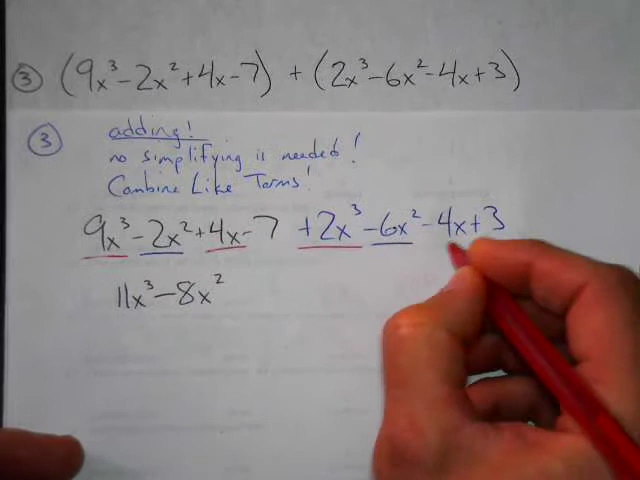 ③ (9x³-2x²+4x-7) + (2x³-6x²-4x+3)
③ adding!
no simplifying is needed!
Combine Like Terms!
9x³-2x²+4x-7 +2x³-6x²-4x+3
11x³-8x²